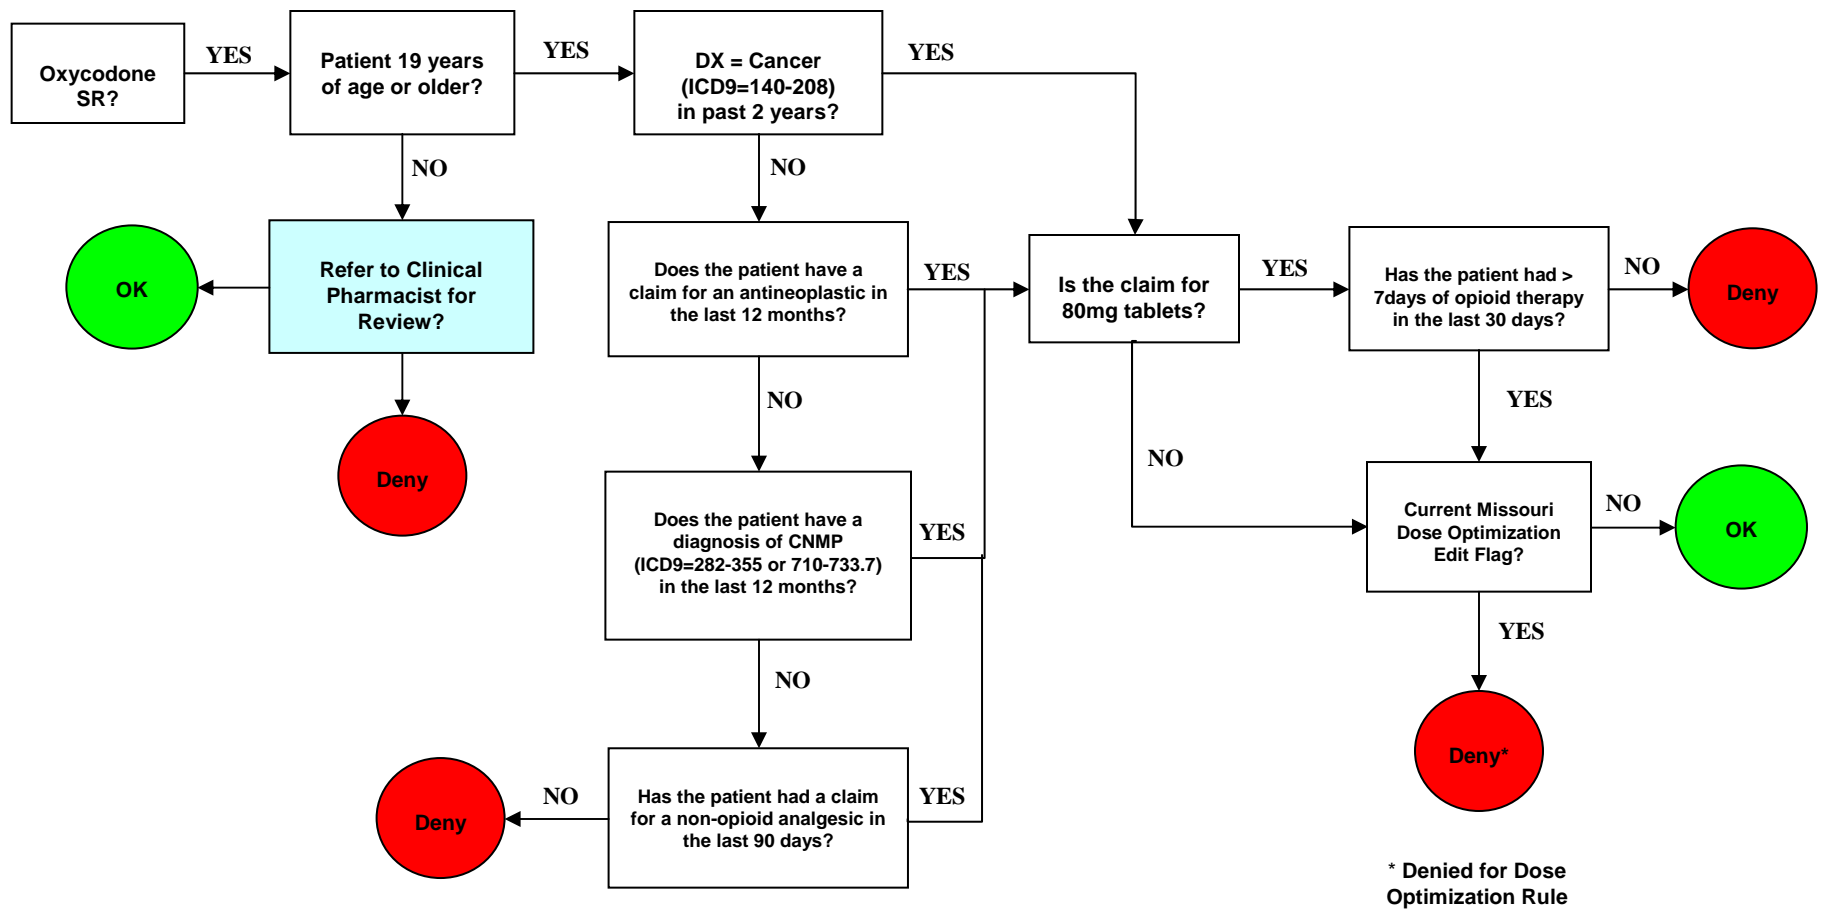 Oxycodone
SR?
YES
Patient 19 years
of age or older?
YES
DX = Cancer
(ICD9=140-208)
in past 2 years?
YES
NO
NO
OK
Refer to Clinical
Pharmacist for
Review?
Deny
Does the patient have a
claim for an antineoplastic in
the last 12 months?
YES
Is the claim for
80mg tablets?
YES
Has the patient had >
7days of opioid therapy
in the last 30 days?
NO
Deny
NO
YES
NO
Does the patient have a
diagnosis of CNMP
(ICD9=282-355 or 710-733.7)
in the last 12 months?
YES
Current Missouri
Dose Optimization
Edit Flag?
NO
OK
NO
YES
Deny*
Deny
NO
Has the patient had a claim
for a non-opioid analgesic in
the last 90 days?
YES
* Denied for Dose
Optimization Rule